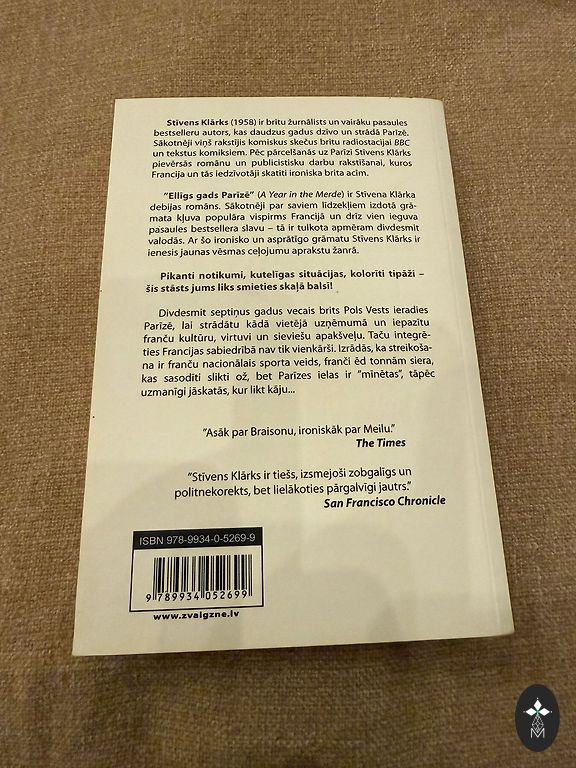 Stīvens Klārks (1958) ir britu žurnālists un vairāku pasaules
bestselleru autors, kas daudzus gadus dzīvo un strādā Parīzē.
Sākotnēji viņš rakstījis komiskus skečus britu radiostacijai BBC
un tekstus komiksiem. Pēc pārcelšanās uz Parīzi Stīvens Klārks
pievērsās romānu un publicistisku darbu rakstīšanai, kuros
Francija un tās iedzīvotāji skatīti ironiska brita acīm.
"Ellīgs gads Parīzē" (A Year in the Merde) ir Stīvena Klārka
debijas romāns. Sākotnēji par saviem līdzekļiem izdotā grā-
mata kļuva populāra vispirms Francijā un drīz vien ieguva
pasaules bestsellera slavu – tā ir tulkota apmēram divdesmit
valodās. Ar šo ironisko un asprātīgo grāmatu Stīvens Klārks ir
ienesis jaunas vēsmas ceļojumu aprakstu žanrā.
Pikanti notikumi, kutelīgas situācijas, kolorīti tipāži –
šis stāsts jums liks smieties skaļā balsī!
Divdesmit septiņus gadus vecais brits Pols Vests ieradies
Parīzē, lai strādātu kādā vietējā uzņēmumā un iepazītu
franču kultūru, virtuvi un sieviešu apakšveļu. Taču integrē-
ties Francijas sabiedrībā nav tik vienkārši. Izrādās, ka streikoša-
na ir franču nacionālais sporta veids, franči ēd tonnām siera,
kas sasodīti slikti ož, bet Parīzes ielas ir "mīnētas", tāpēc
uzmanīgi jāskatās, kur likt kāju...
"Asāk par Braisonu, ironiskāk par Meilu."
The Times
"Stīvens Klārks ir tiešs, izsmejoši zobgalīgs un
politnekorekts, bet lielākoties pārgalvīgi jautrs."
San Francisco Chronicle
ISBN 978-9934-0-5269-9
9 789934 052699
www.zvaigzne.lv
M